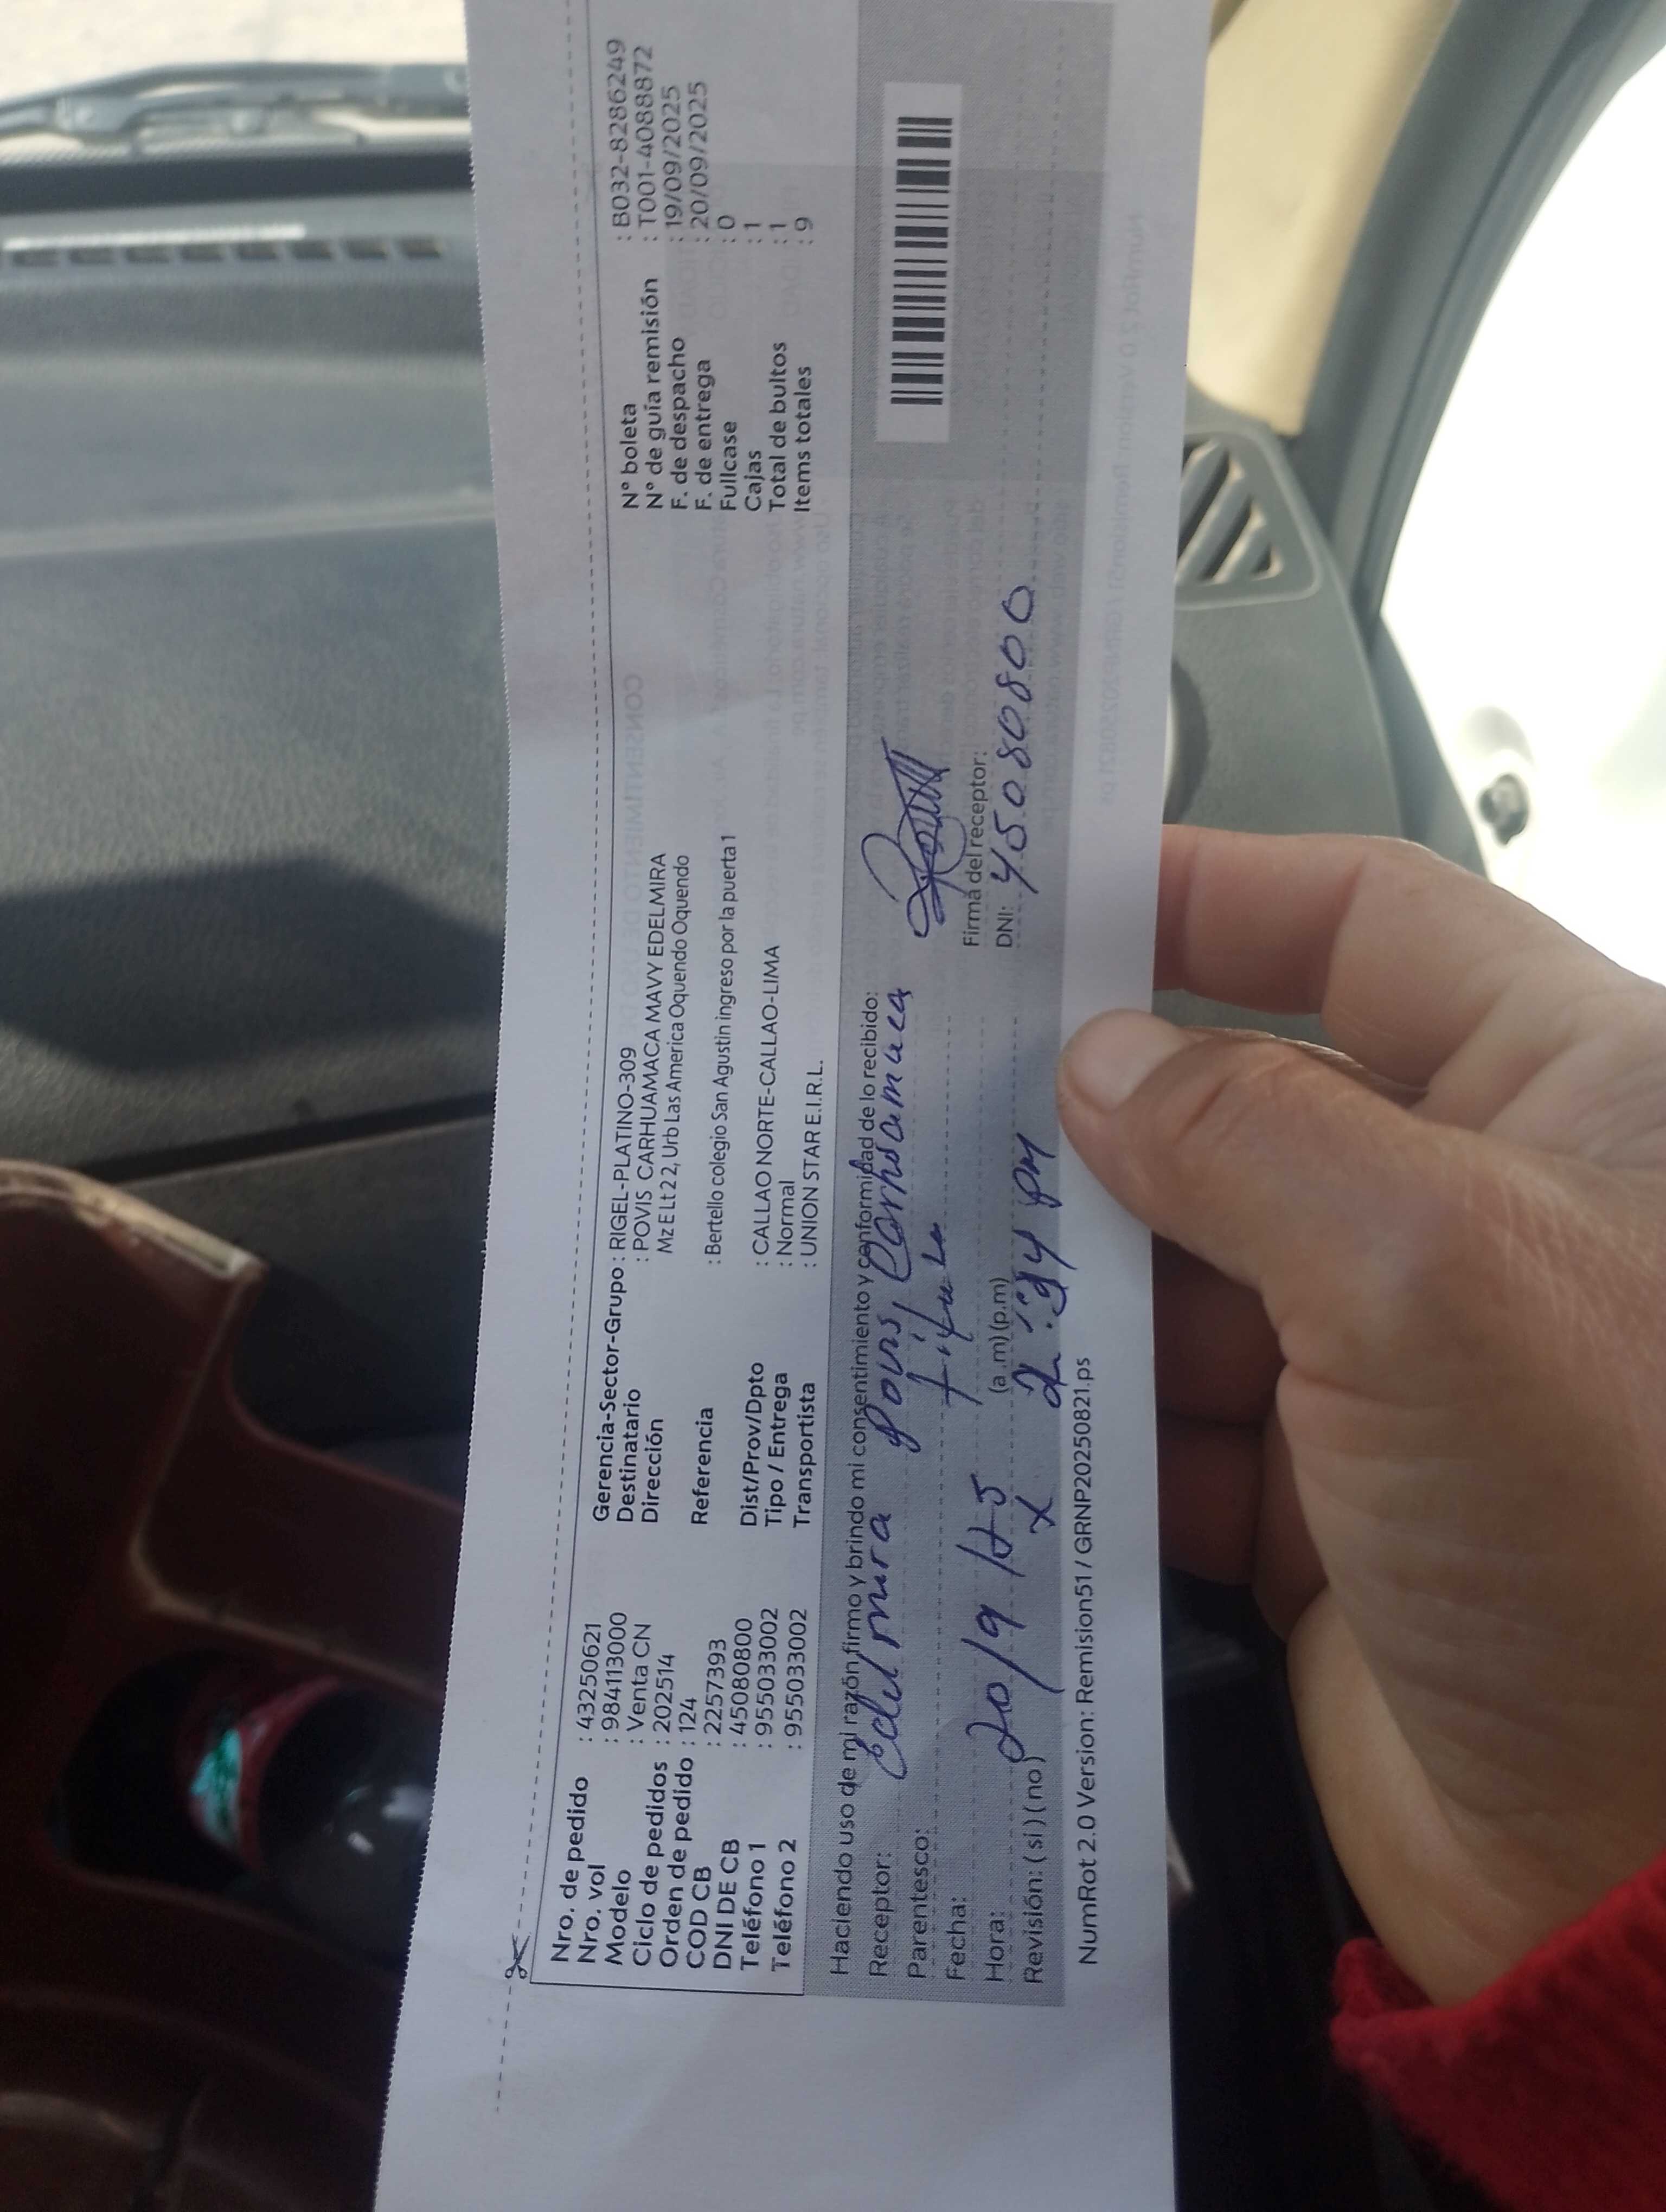 Nro. de pedido : 43250621
Nro. vol : 984113000
Modelo : Venta CN
Ciclo de pedidos : 202514
Orden de pedido : 124
COD CB : 2257393
DNI DE CB : 45080800
Teléfono 1 : 955033002
Teléfono 2 : 955033002
Gerencia-Sector-Grupo : RIGEL-PLATINO-309
Destinatario : POVIS CARHUAMACA MAVY EDELMIRA
Dirección Mz E Lt 2 2, Urb Las America Oquendo Oquendo
Referencia : Bertello colegio San Agustin ingreso por la puerta 1
Dist/Prov/Dpto : CALLAO NORTE-CALLAO-LIMA
Tipo / Entrega : Normal
Transportista : UNION STAR E.I.R.L.
N° boleta : B032-8286249
N° de guía remisión : T001-4088872
F. de despacho : 19/09/2025
F. de entrega : 20/09/2025
Fullcase : 0
Cajas : 1
Total de bultos : 1
Items totales : 9
Haciendo uso de mi razón firmo y brindo mi consentimiento y conformidad de lo recibido:
Receptor: Edelmira Povis Carhuamaca
Parentesco: titular
Fecha: 20/9/25
Hora: (a .m) (p.m)
Revisión: ( si ) ( no )
Firma del receptor:
DNI: 45080800
NumRot 2.0 Version: Remision51 / GRNP20250821.ps